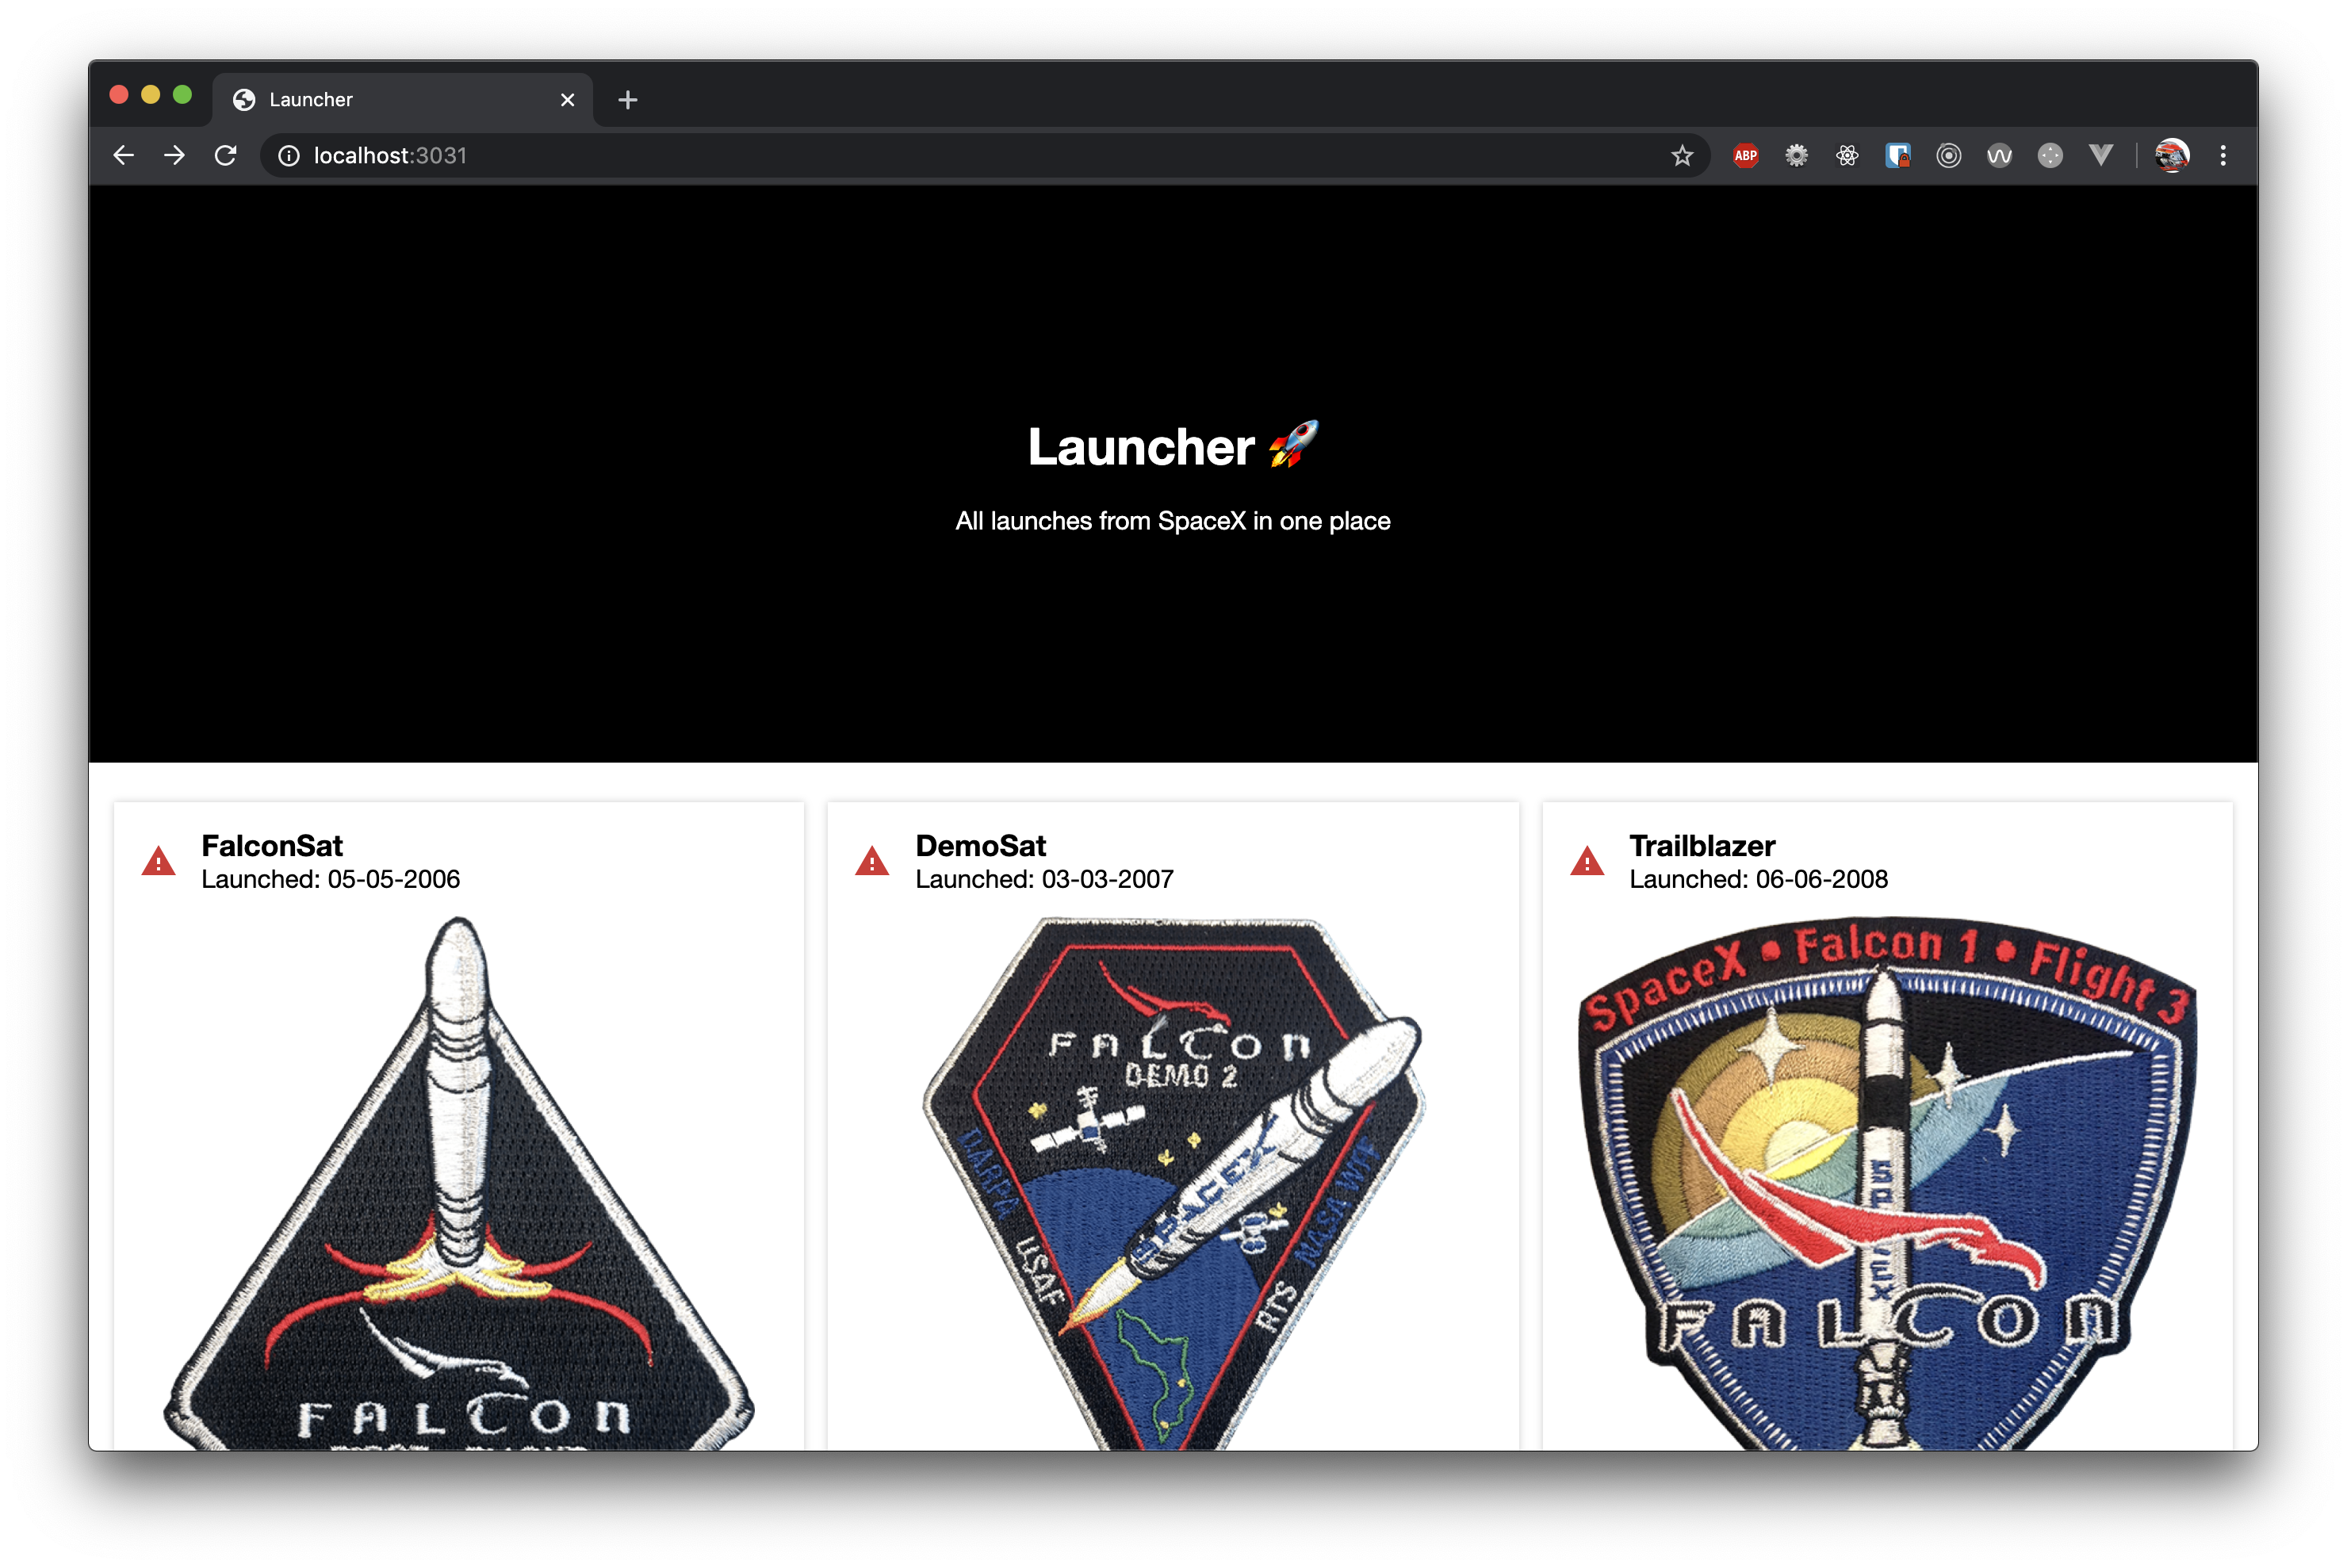 Launcher
localhost:3031
ABP
Launcher 🚀
All launches from SpaceX in one place
FalconSat
Launched: 05-05-2006
FALCON
DemoSat
Launched: 03-03-2007
FALCON
DEMO 2
SPACEX
DARPA
USAF
RTS
NASA WFF
Trailblazer
Launched: 06-06-2008
SpaceX • Falcon 1 • Flight 3
SPACEX
FALCON